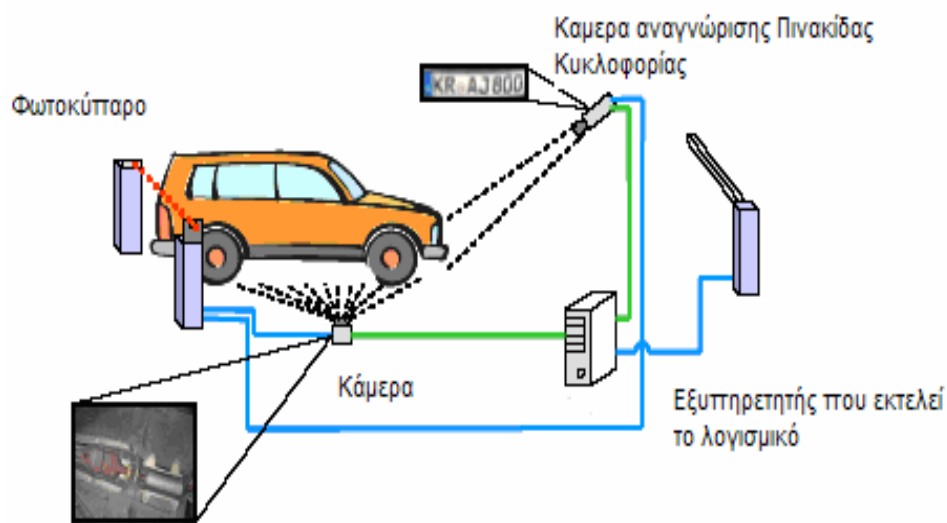 Καμερα αναγνώρισης Πινακίδας
Κυκλοφορίας
KR AJ800
Φωτοκύτταρο
Κάμερα
Εξυπηρετητής που εκτελεί
το λογισμικό